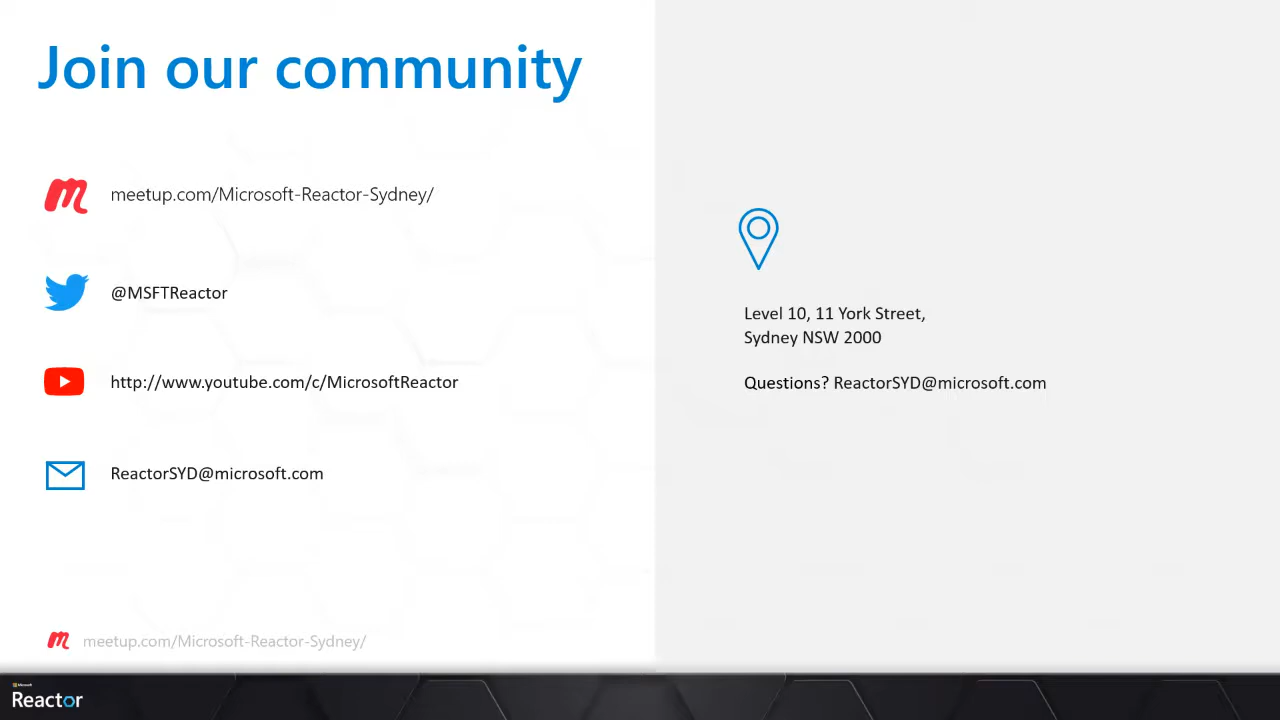 Join our community
meetup.com/Microsoft-Reactor-Sydney/
@MSFTReactor
http://www.youtube.com/c/MicrosoftReactor
ReactorSYD@microsoft.com
Level 10, 11 York Street,
Sydney NSW 2000
Questions? ReactorSYD@microsoft.com
meetup.com/Microsoft-Reactor-Sydney/
Microsoft
Reactor